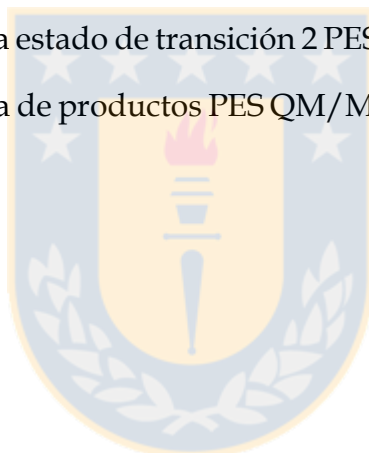 a estado de transición 2 PES
a de productos PES QM/M